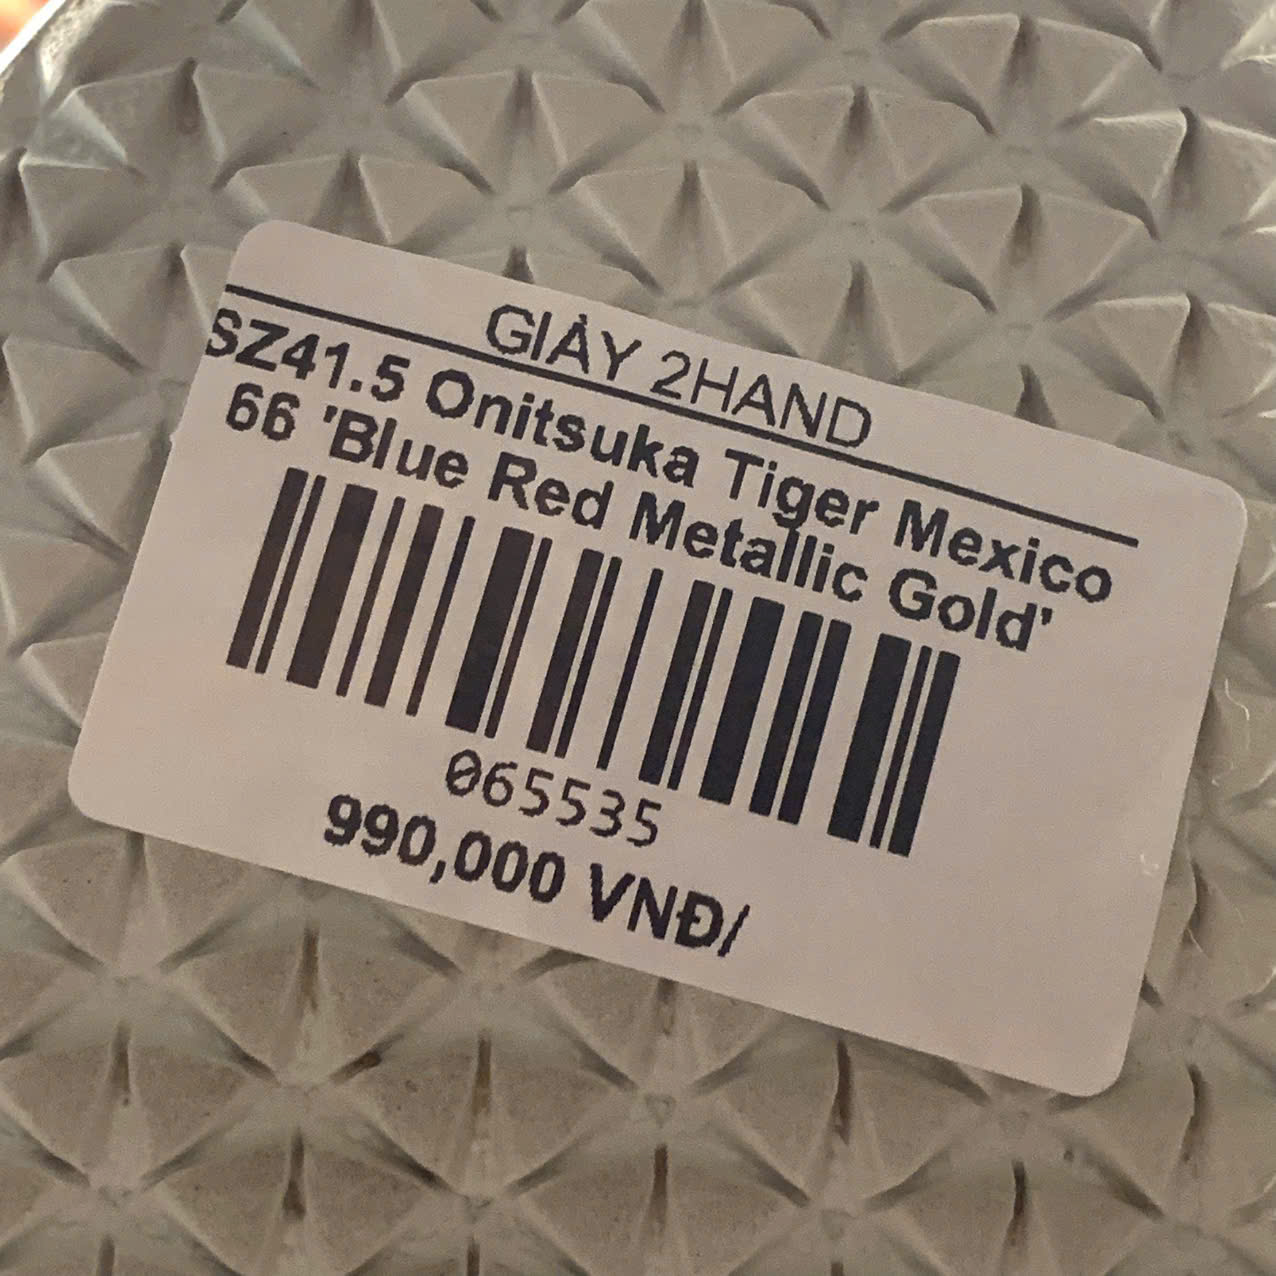 GIÀY 2HAND
SZ41.5 Onitsuka Tiger Mexico
66 'Blue Red Metallic Gold'
065535
990,000 VNĐ/